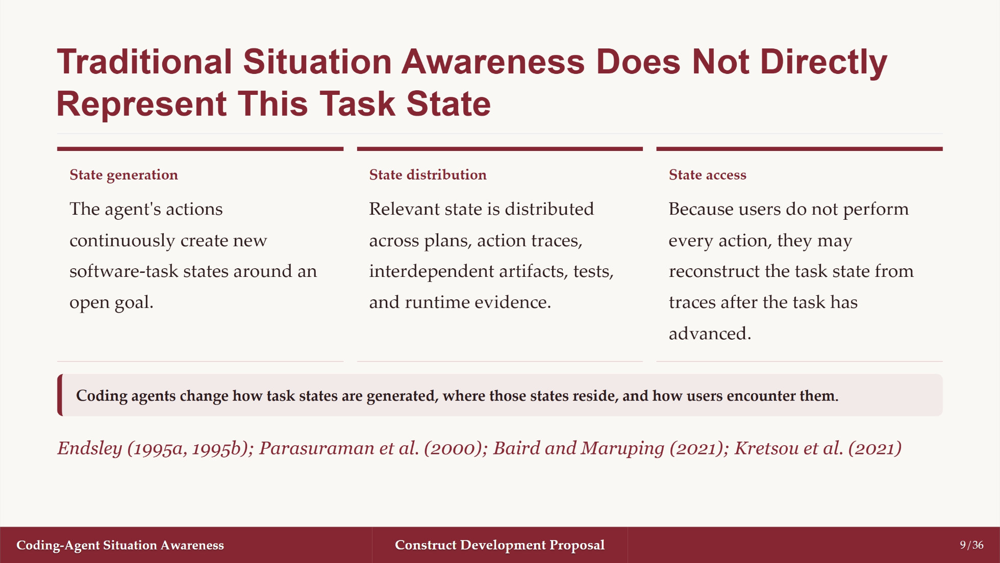 Traditional Situation Awareness Does Not Directly
Represent This Task State
State generation
The agent's actions
continuously create new
software-task states around an
open goal.
State distribution
Relevant state is distributed
across plans, action traces,
interdependent artifacts, tests,
and runtime evidence.
State access
Because users do not perform
every action, they may
reconstruct the task state from
traces after the task has
advanced.
Coding agents change how task states are generated, where those states reside, and how users encounter them.
Endsley (1995a, 1995b); Parasuraman et al. (2000); Baird and Maruping (2021); Kretsou et al. (2021)
Coding-Agent Situation Awareness
Construct Development Proposal
9/36